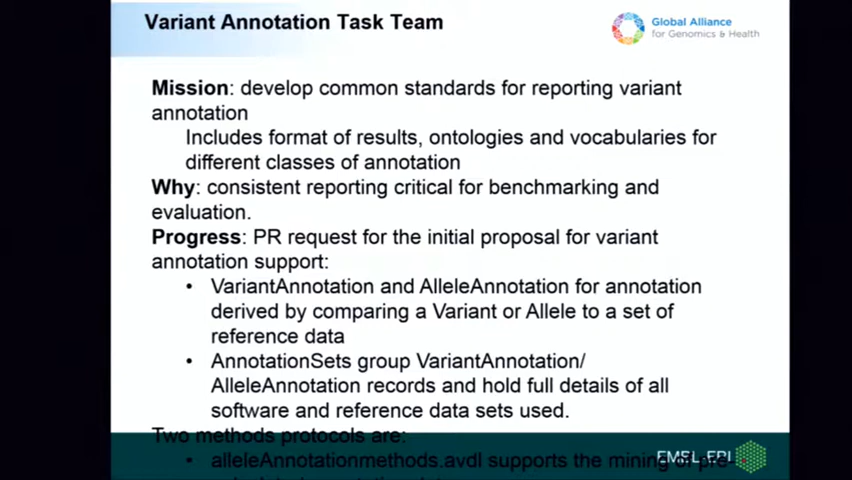 Variant Annotation Task Team
Global Alliance
for Genomics & Health
Mission: develop common standards for reporting variant
annotation
Includes format of results, ontologies and vocabularies for
different classes of annotation
Why: consistent reporting critical for benchmarking and
evaluation.
Progress: PR request for the initial proposal for variant
annotation support:
• VariantAnnotation and AlleleAnnotation for annotation
derived by comparing a Variant or Allele to a set of
reference data
• AnnotationSets group VariantAnnotation/
AlleleAnnotation records and hold full details of all
software and reference data sets used.
Two methods protocols are:
• alleleAnnotationmethods.avdl supports the mining of pre-
EMBL-EBI